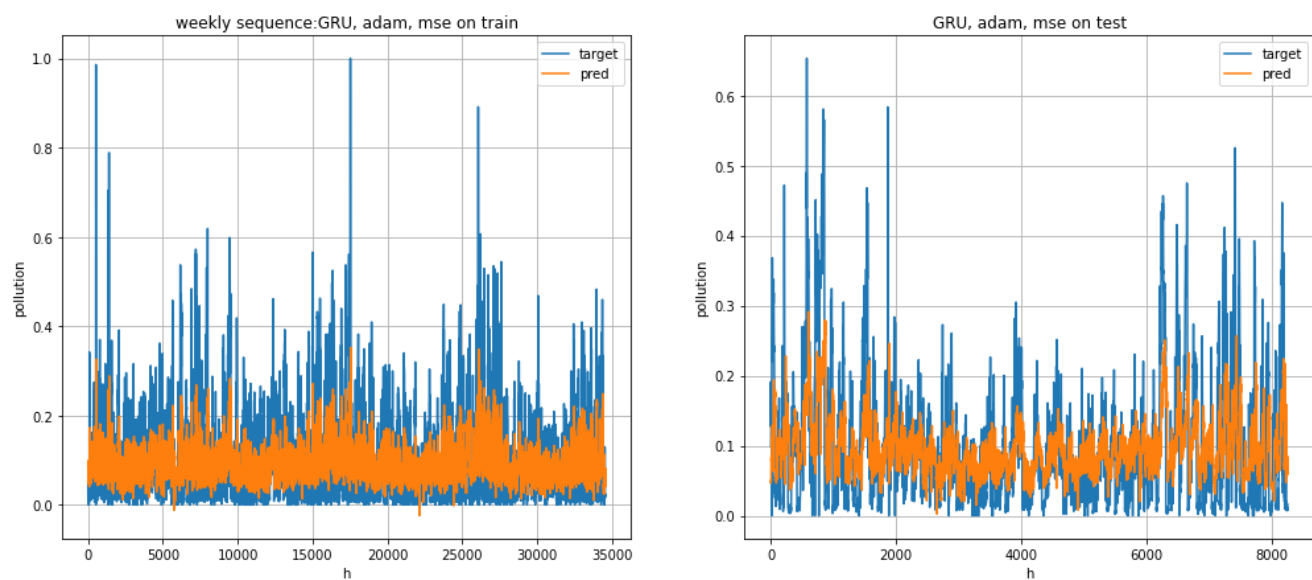 weekly sequence:GRU, adam, mse on train
target
pred
pollution
1.0
0.8
0.6
0.4
0.2
0.0
0
5000
10000
15000
20000
25000
30000
35000
h
GRU, adam, mse on test
target
pred
pollution
0.6
0.5
0.4
0.3
0.2
0.1
0.0
0
2000
4000
6000
8000
h